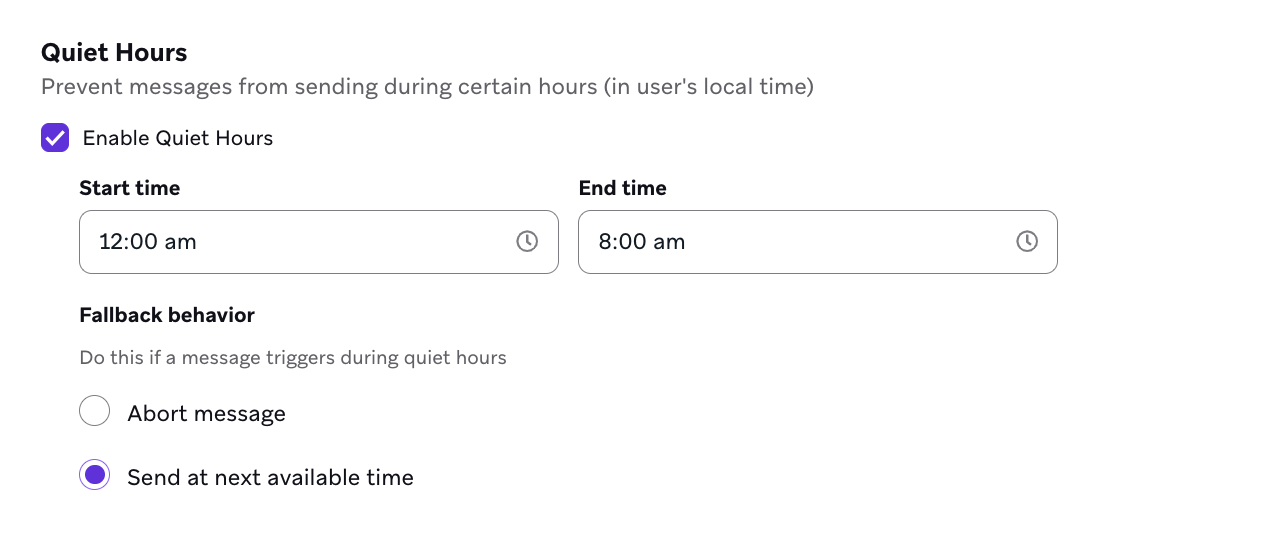 Quiet Hours
Prevent messages from sending during certain hours (in user's local time)
Enable Quiet Hours
Start time
End time
12:00 am
8:00 am
Fallback behavior
Do this if a message triggers during quiet hours
Abort message
Send at next available time